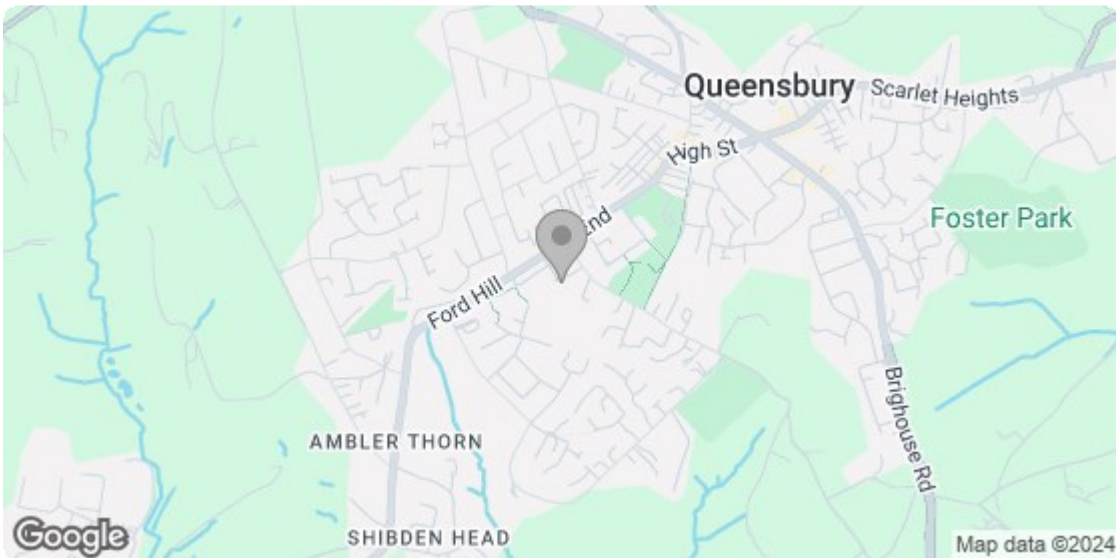 Queensbury
Scarlet Heights
High St
Foster Park
End
Ford Hill
Brighouse Rd
AMBLER THORN
SHIBDEN HEAD
Google
Map data ©2024